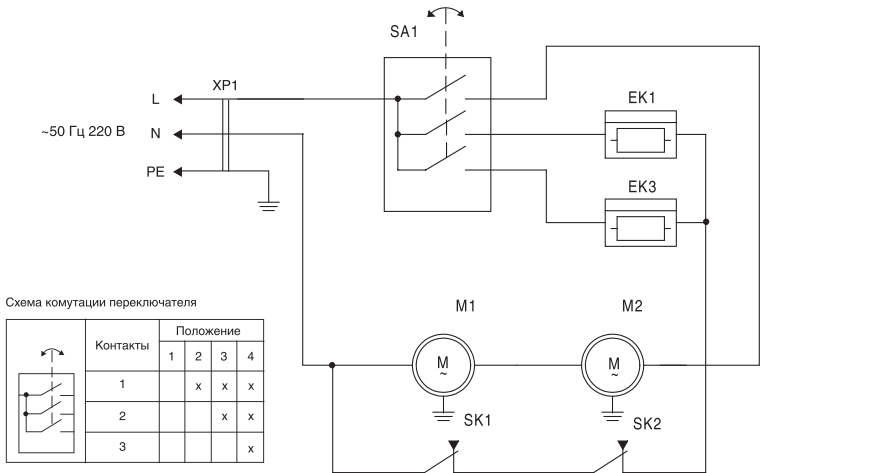 SA1
XP1
L
~50 Гц 220 В
N
PE
EK1
EK3
M1
M2
M
~
M
~
SK1
SK2
Схема комутации переключателя
Контакты
Положение
1 2 3 4
1 x x x
2 x x
3 x